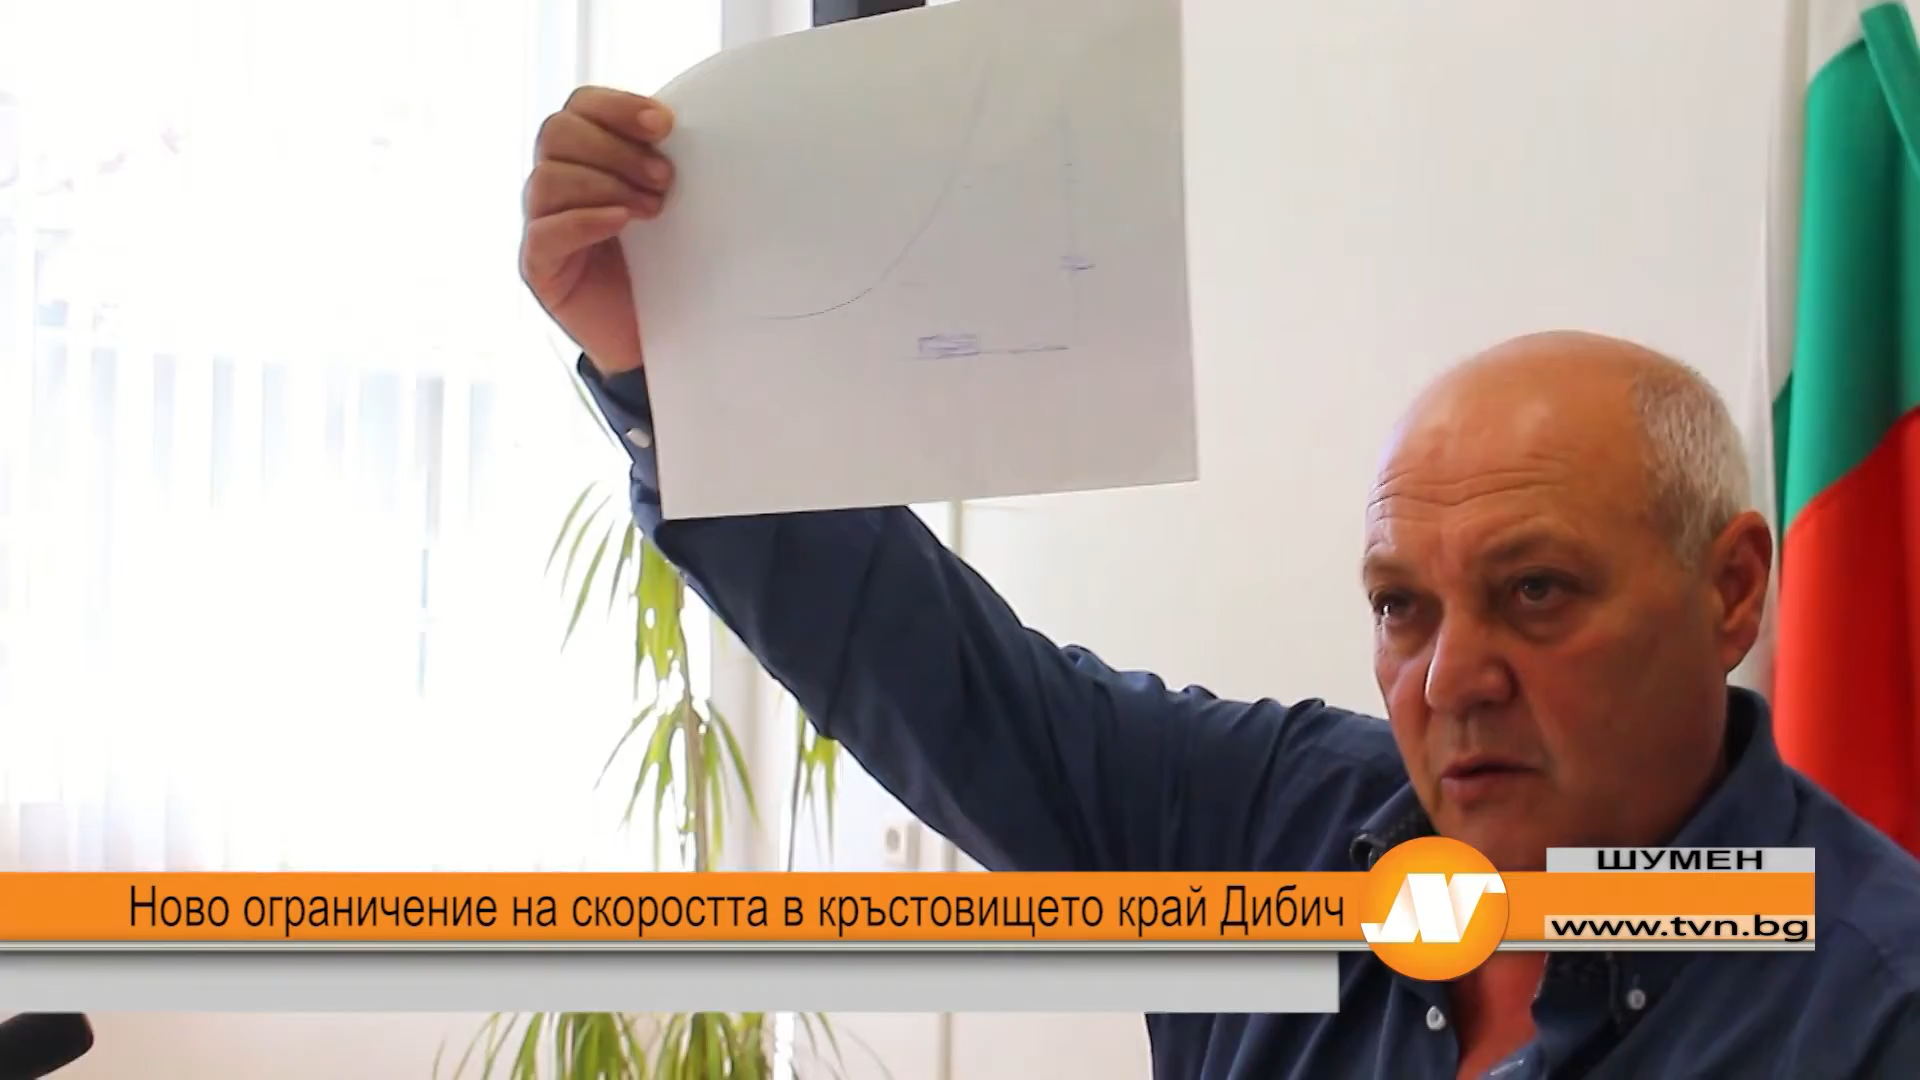 ШУМЕН
Ново ограничение на скоростта в кръстовището край Дибич
www.tvn.bg